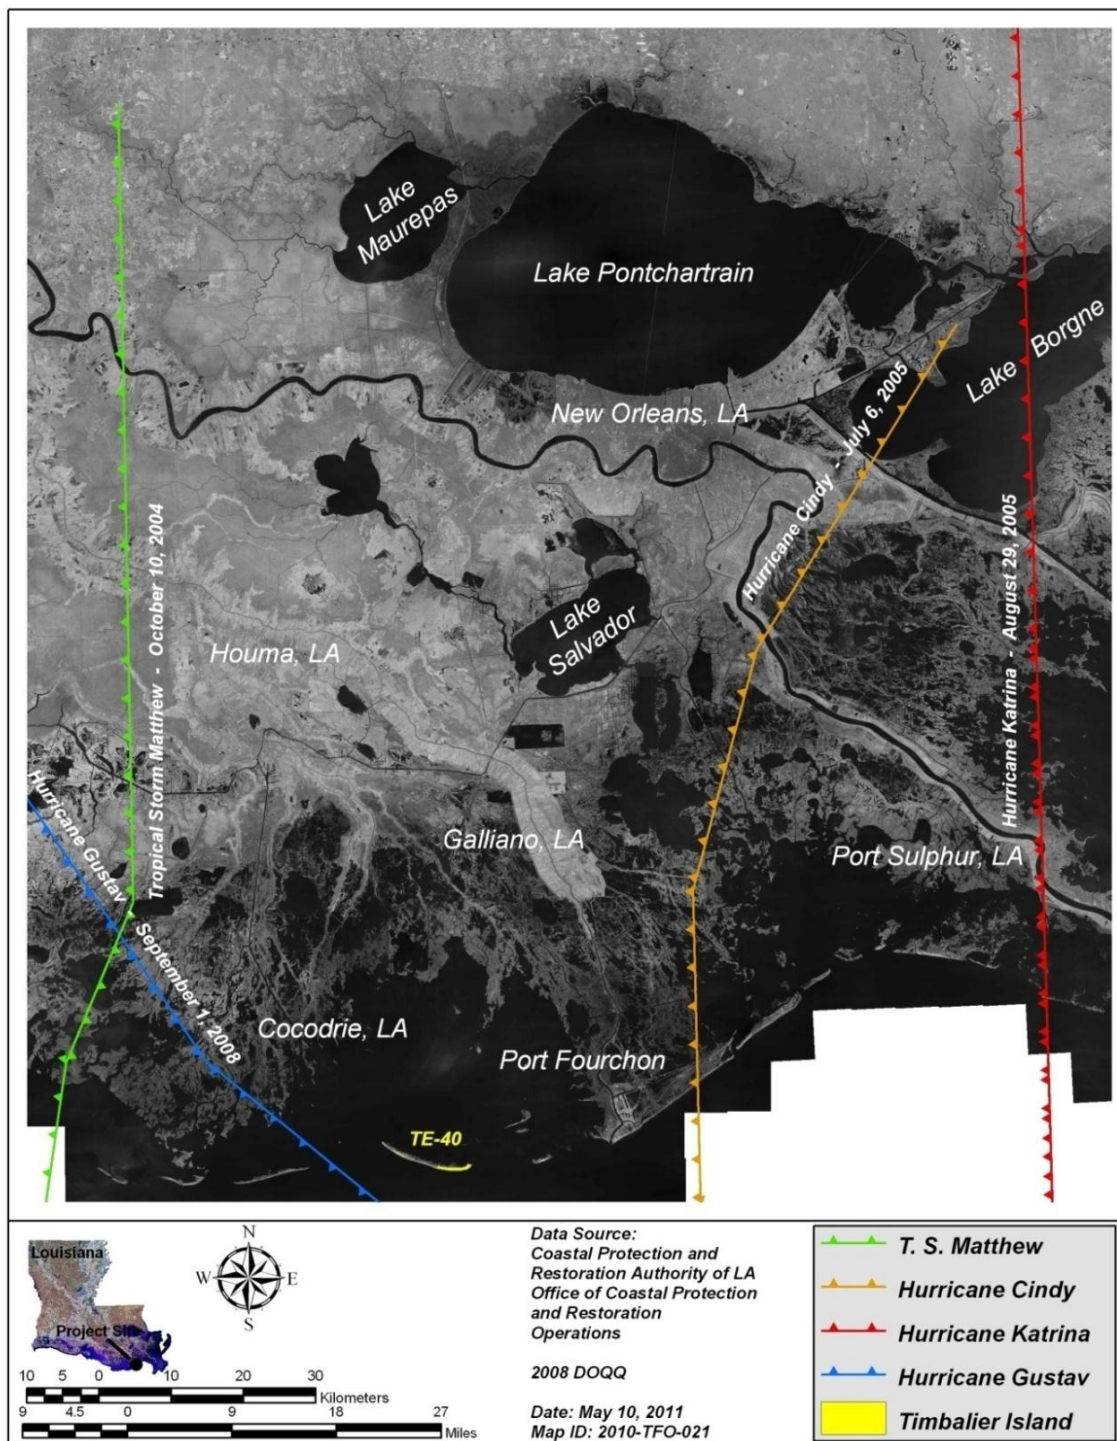 Lake
Maurepas
Lake Pontchartrain
Lake Borgne
New Orleans, LA
Hurricane Cindy - July 6, 2005
Tropical Storm Matthew - October 10, 2004
Hurricane Katrina - August 29, 2005
Lake
Salvador
Houma, LA
Hurricane Gustav
September 1, 2008
Galliano, LA
Port Sulphur, LA
Cocodrie, LA
Port Fourchon
TE-40
Louisiana
Project Site
N
W
E
S
10 5 0 10 20 30
Kilometers
9 4.5 0 9 18 27
Miles
Data Source:
Coastal Protection and
Restoration Authority of LA
Office of Coastal Protection
and Restoration
Operations
2008 DOQQ
Date: May 10, 2011
Map ID: 2010-TFO-021
T. S. Matthew
Hurricane Cindy
Hurricane Katrina
Hurricane Gustav
Timbalier Island